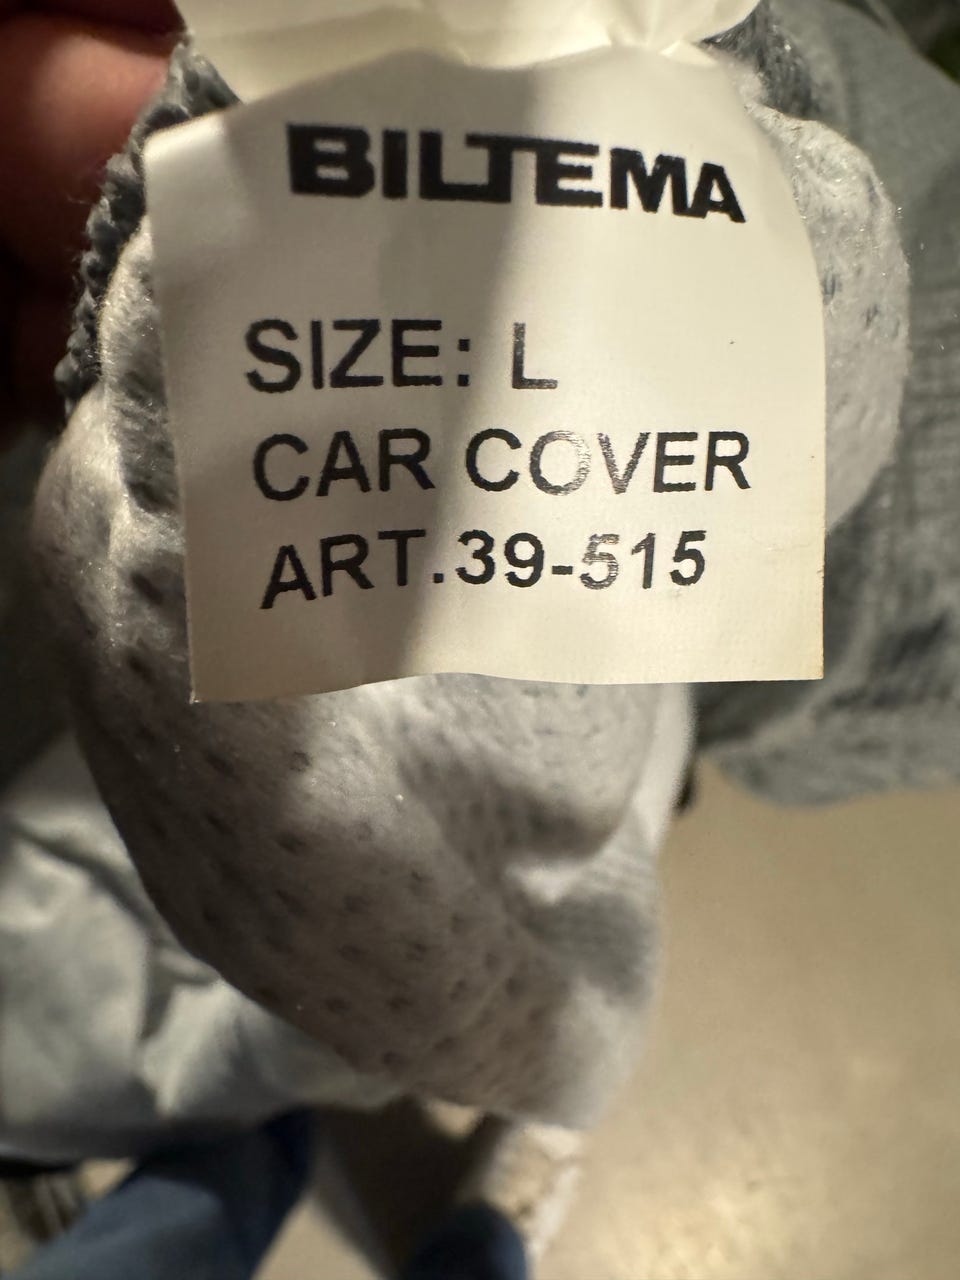 BILTEMA
SIZE: L
CAR COVER
ART.39-515